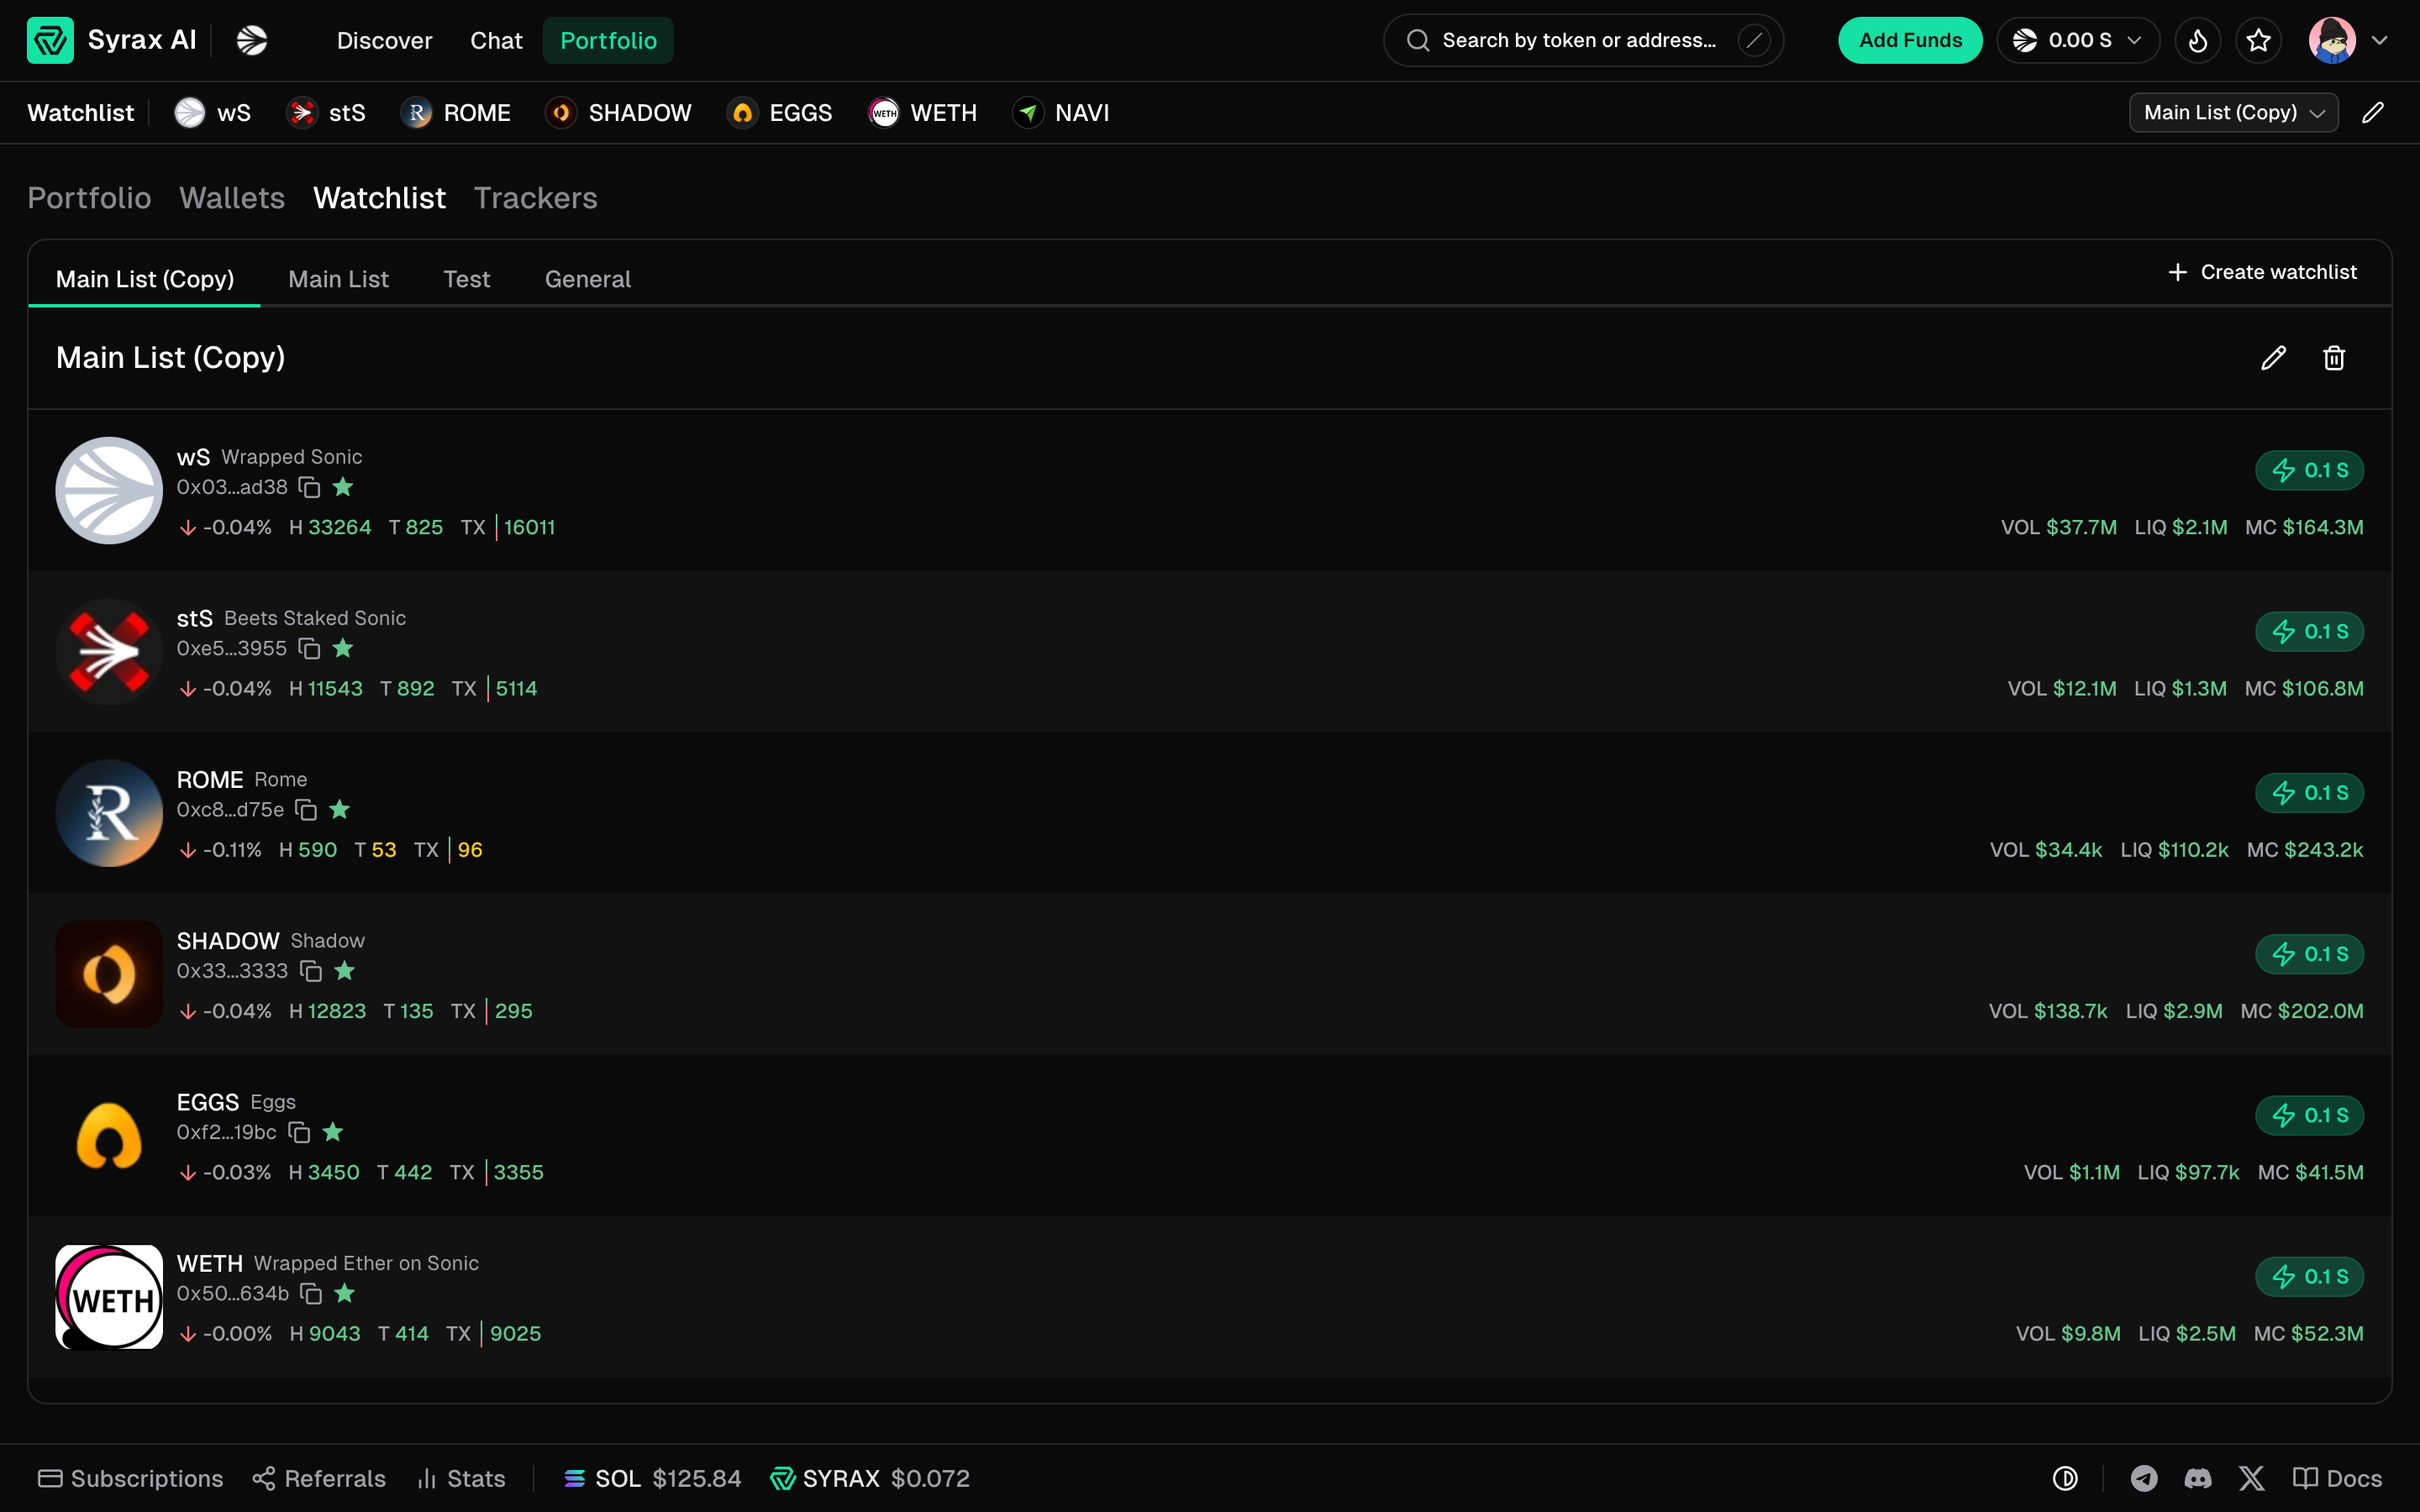 Syrax AI Discover Chat Portfolio Search by token or address... Add Funds 0.00 S
Watchlist wS stS ROME SHADOW EGGS WETH WETH NAVI Main List (Copy)
Portfolio Wallets Watchlist Trackers
Main List (Copy) Main List Test General Create watchlist
Main List (Copy)
wS Wrapped Sonic
0x03...ad38
0.1 S
-0.04% H 33264 T 825 TX 16011 VOL $37.7M LIQ $2.1M MC $164.3M
stS Beets Staked Sonic
0xe5...3955
0.1 S
-0.04% H 11543 T 892 TX 5114 VOL $12.1M LIQ $1.3M MC $106.8M
R
ROME Rome
0xc8...d75e
0.1 S
-0.11% H 590 T 53 TX 96 VOL $34.4k LIQ $110.2k MC $243.2k
SHADOW Shadow
0x33...3333
0.1 S
-0.04% H 12823 T 135 TX 295 VOL $138.7k LIQ $2.9M MC $202.0M
EGGS Eggs
0xf2...19bc
0.1 S
-0.03% H 3450 T 442 TX 3355 VOL $1.1M LIQ $97.7k MC $41.5M
WETH
WETH Wrapped Ether on Sonic
0x50...634b
0.1 S
-0.00% H 9043 T 414 TX 9025 VOL $9.8M LIQ $2.5M MC $52.3M
Subscriptions Referrals Stats SOL $125.84 SYRAX $0.072 Docs